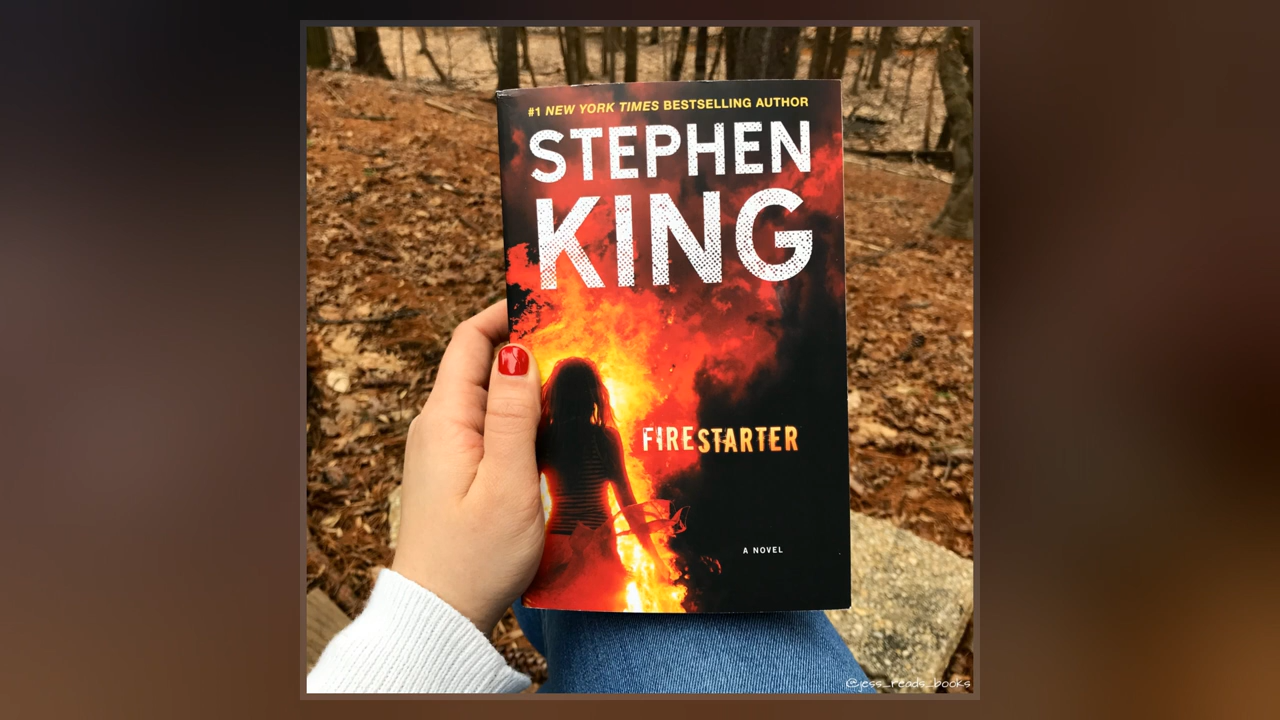 #1 NEW YORK TIMES BESTSELLING AUTHOR
STEPHEN
KING
FIRESTARTER
A NOVEL
@jess_reads_books